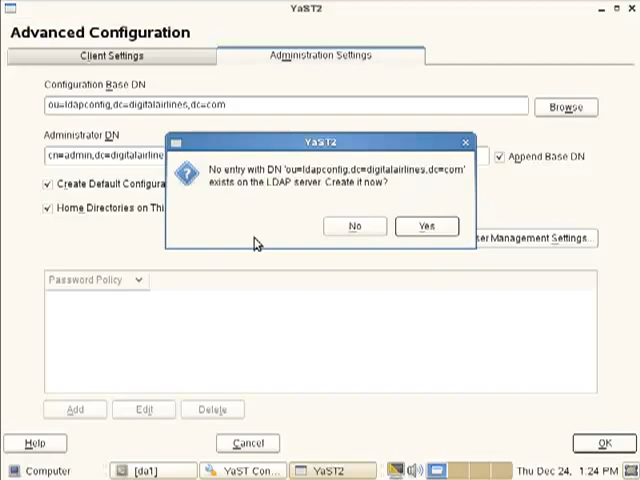 YaST2
Advanced Configuration
Client Settings
Administration Settings
Configuration Base DN
ou=ldapconfig,dc=digitalairlines,dc=com
Browse
Administrator DN
cn=admin,dc=digitalairline
Append Base DN
YaST2
No entry with DN 'ou=ldapconfig,dc=digitalairlines,dc=com'
exists on the LDAP server. Create it now?
No
Yes
Create Default Configura
Home Directories on Thi
ser Management Settings...
Password Policy
Add
Edit
Delete
Help
Cancel
OK
Computer
[da1]
YaST Con...
YaST2
Thu Dec 24, 1:24 PM